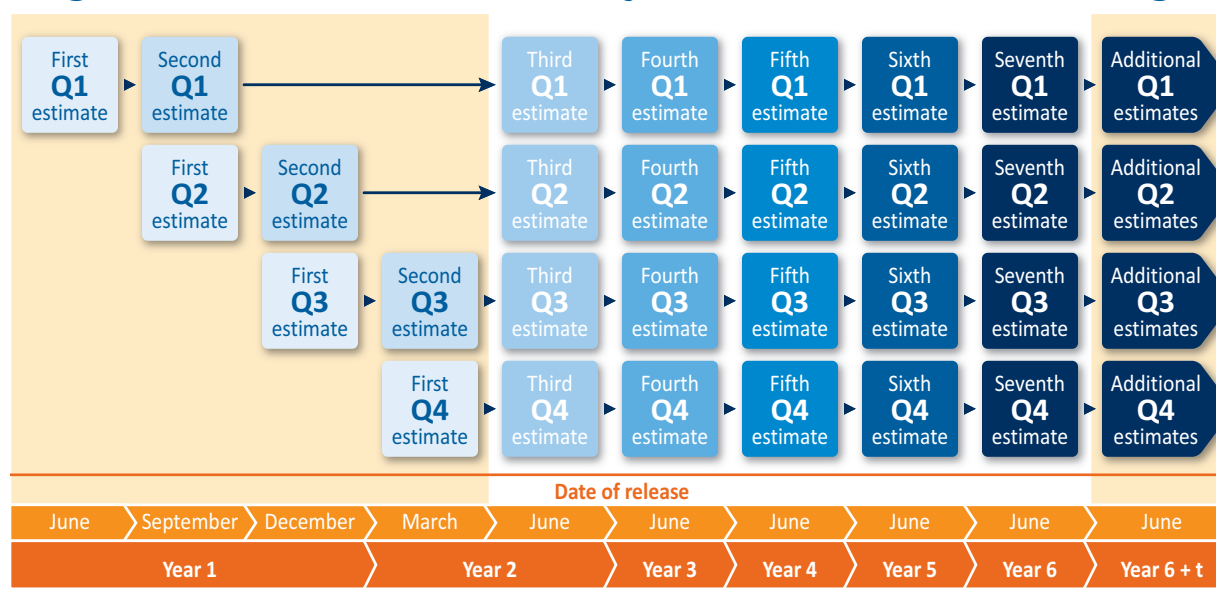 First
Q1
estimate
Second
Q1
estimate
Third
Q1
estimate
Fourth
Q1
estimate
Fifth
Q1
estimate
Sixth
Q1
estimate
Seventh
Q1
estimate
Additional
Q1
estimates
First
Q2
estimate
Second
Q2
estimate
Third
Q2
estimate
Fourth
Q2
estimate
Fifth
Q2
estimate
Sixth
Q2
estimate
Seventh
Q2
estimate
Additional
Q2
estimates
First
Q3
estimate
Second
Q3
estimate
Third
Q3
estimate
Fourth
Q3
estimate
Fifth
Q3
estimate
Sixth
Q3
estimate
Seventh
Q3
estimate
Additional
Q3
estimates
First
Q4
estimate
Third
Q4
estimate
Fourth
Q4
estimate
Fifth
Q4
estimate
Sixth
Q4
estimate
Seventh
Q4
estimate
Additional
Q4
estimates
Date of release
June September December March June June June June June June
Year 1 Year 2 Year 3 Year 4 Year 5 Year 6 Year 6 + t